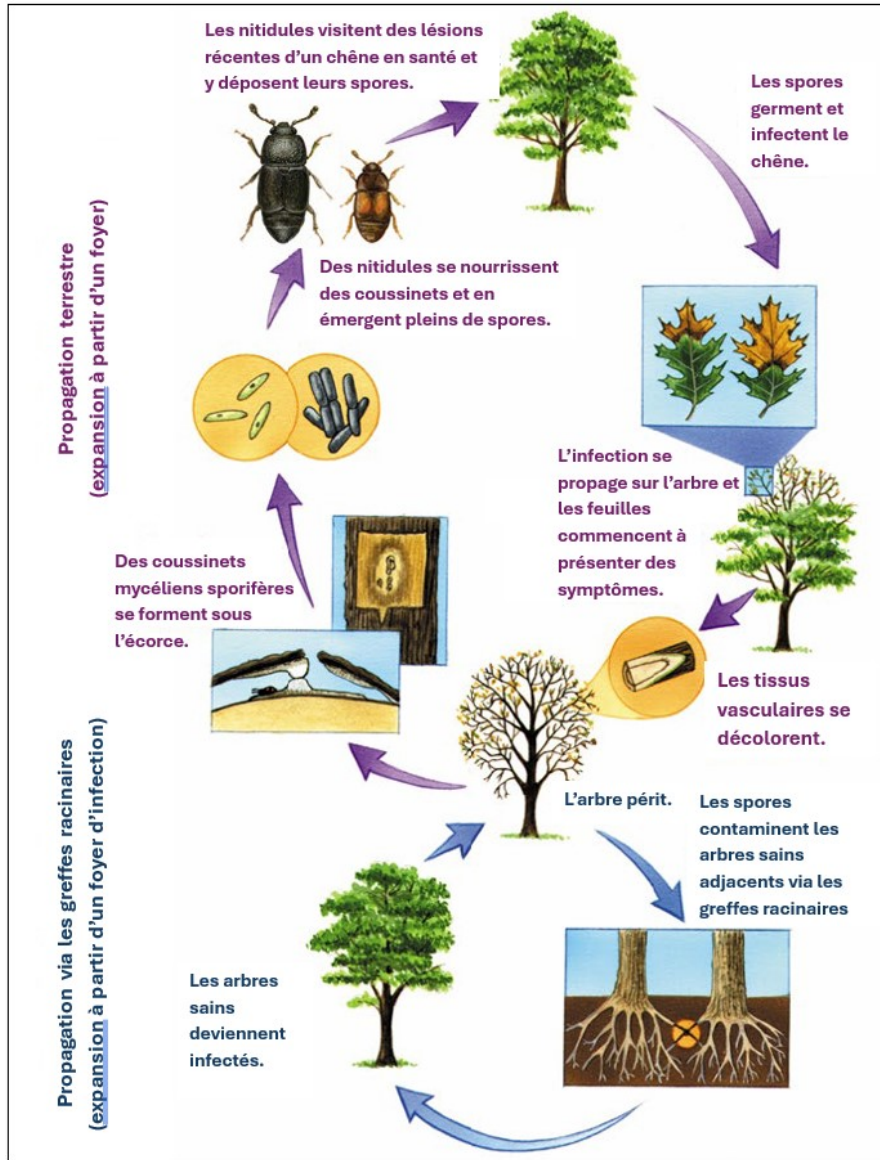 Les nitidules visitent des lésions
récentes d'un chêne en santé et
y déposent leurs spores.
Les spores
germent et
infectent le
chêne.
Propagation terrestre
(expansion à partir d'un foyer)
Des nitidules se nourrissent
des coussinets et en
émergent pleins de spores.
L'infection se
propage sur l'arbre et
les feuilles
commencent à
présenter des
symptômes.
Des coussinets
mycéliens sporifères
se forment sous
l'écorce.
Les tissus
vasculaires se
décolorent.
Propagation via les greffes racinaires
(expansion à partir d'un foyer d'infection)
L'arbre périt.
Les spores
contaminent les
arbres sains
adjacents via les
greffes racinaires
Les arbres
sains
deviennent
infectés.